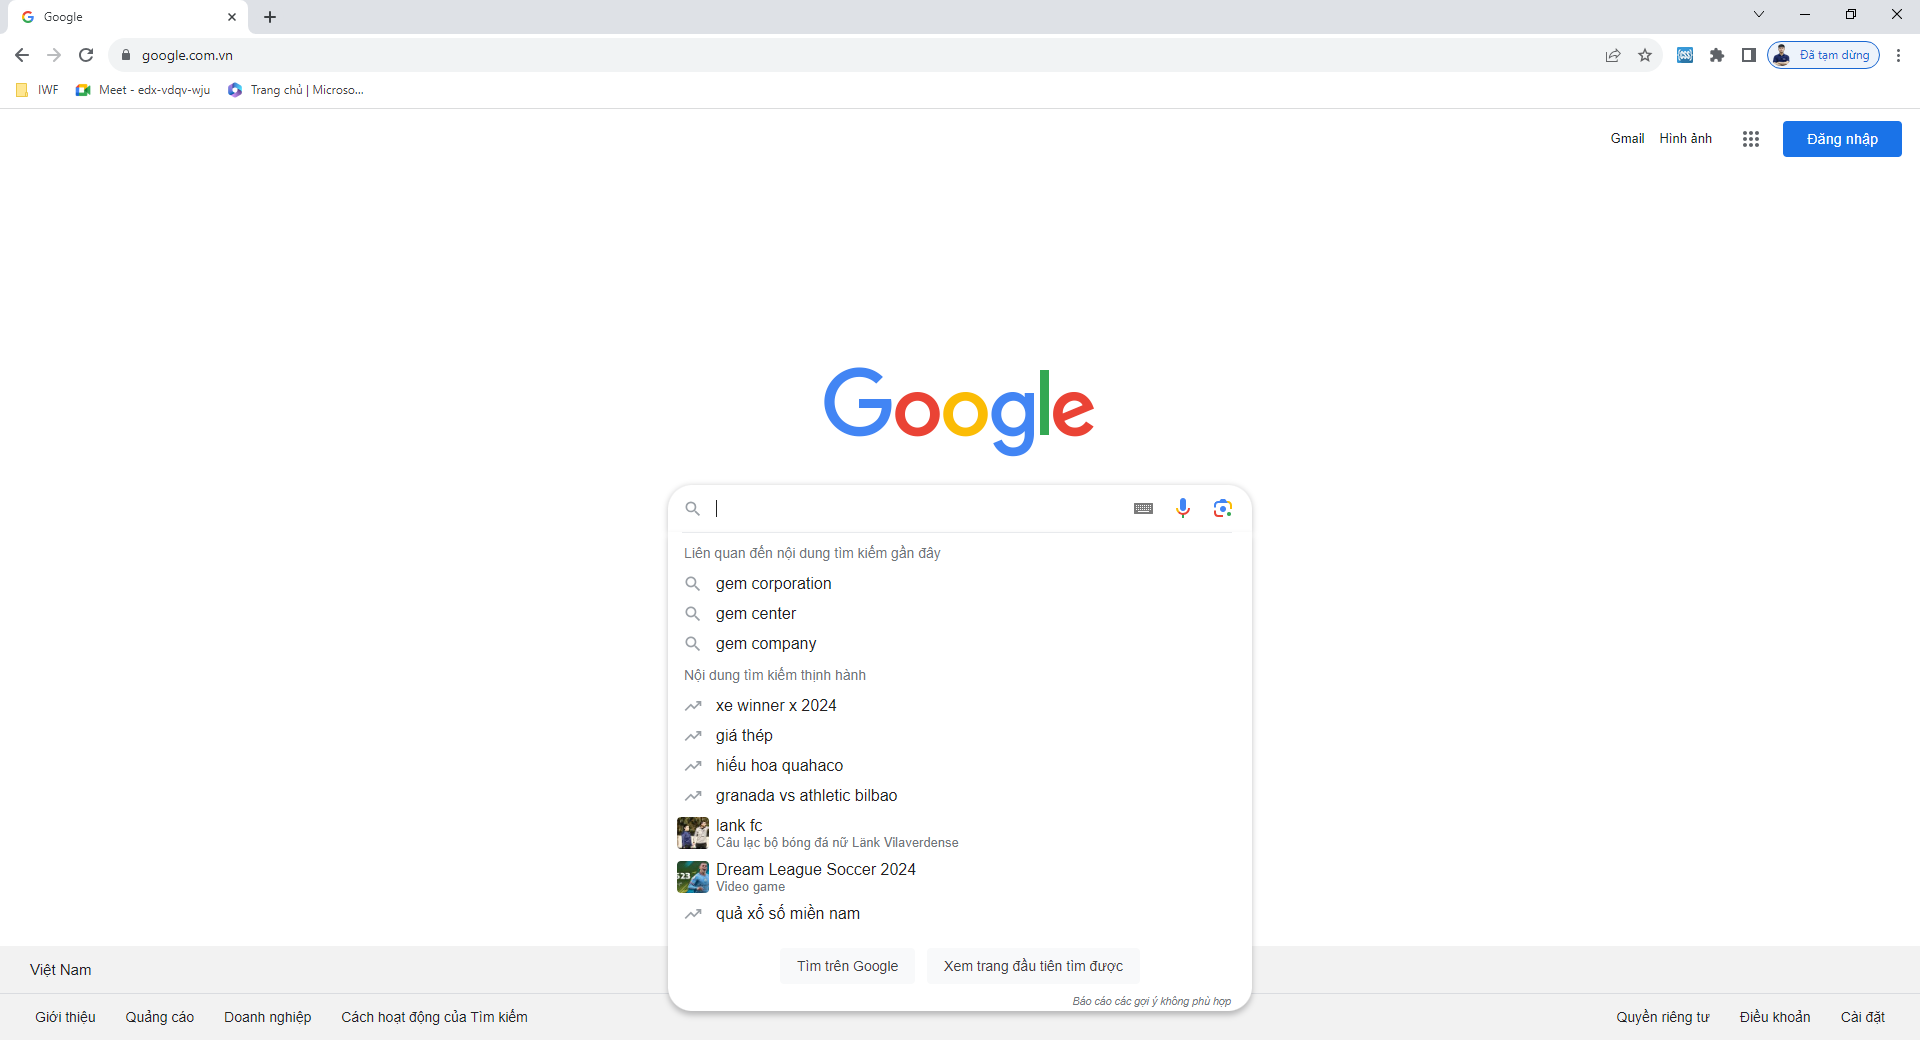 Google
google.com.vn
Đã tạm dừng
IWF
Meet - edx-vdqv-wju
Trang chủ | Microso...
Gmail
Hình ảnh
Đăng nhập
Google
Liên quan đến nội dung tìm kiếm gần đây
gem corporation
gem center
gem company
Nội dung tìm kiếm thịnh hành
xe winner x 2024
giá thép
hiếu hoa quahaco
granada vs athletic bilbao
lank fc
Câu lạc bộ bóng đá nữ Länk Vilaverdense
Dream League Soccer 2024
Video game
quả xổ số miền nam
Tìm trên Google
Xem trang đầu tiên tìm được
Báo cáo các gợi ý không phù hợp
Việt Nam
Giới thiệu
Quảng cáo
Doanh nghiệp
Cách hoạt động của Tìm kiếm
Quyền riêng tư
Điều khoản
Cài đặt